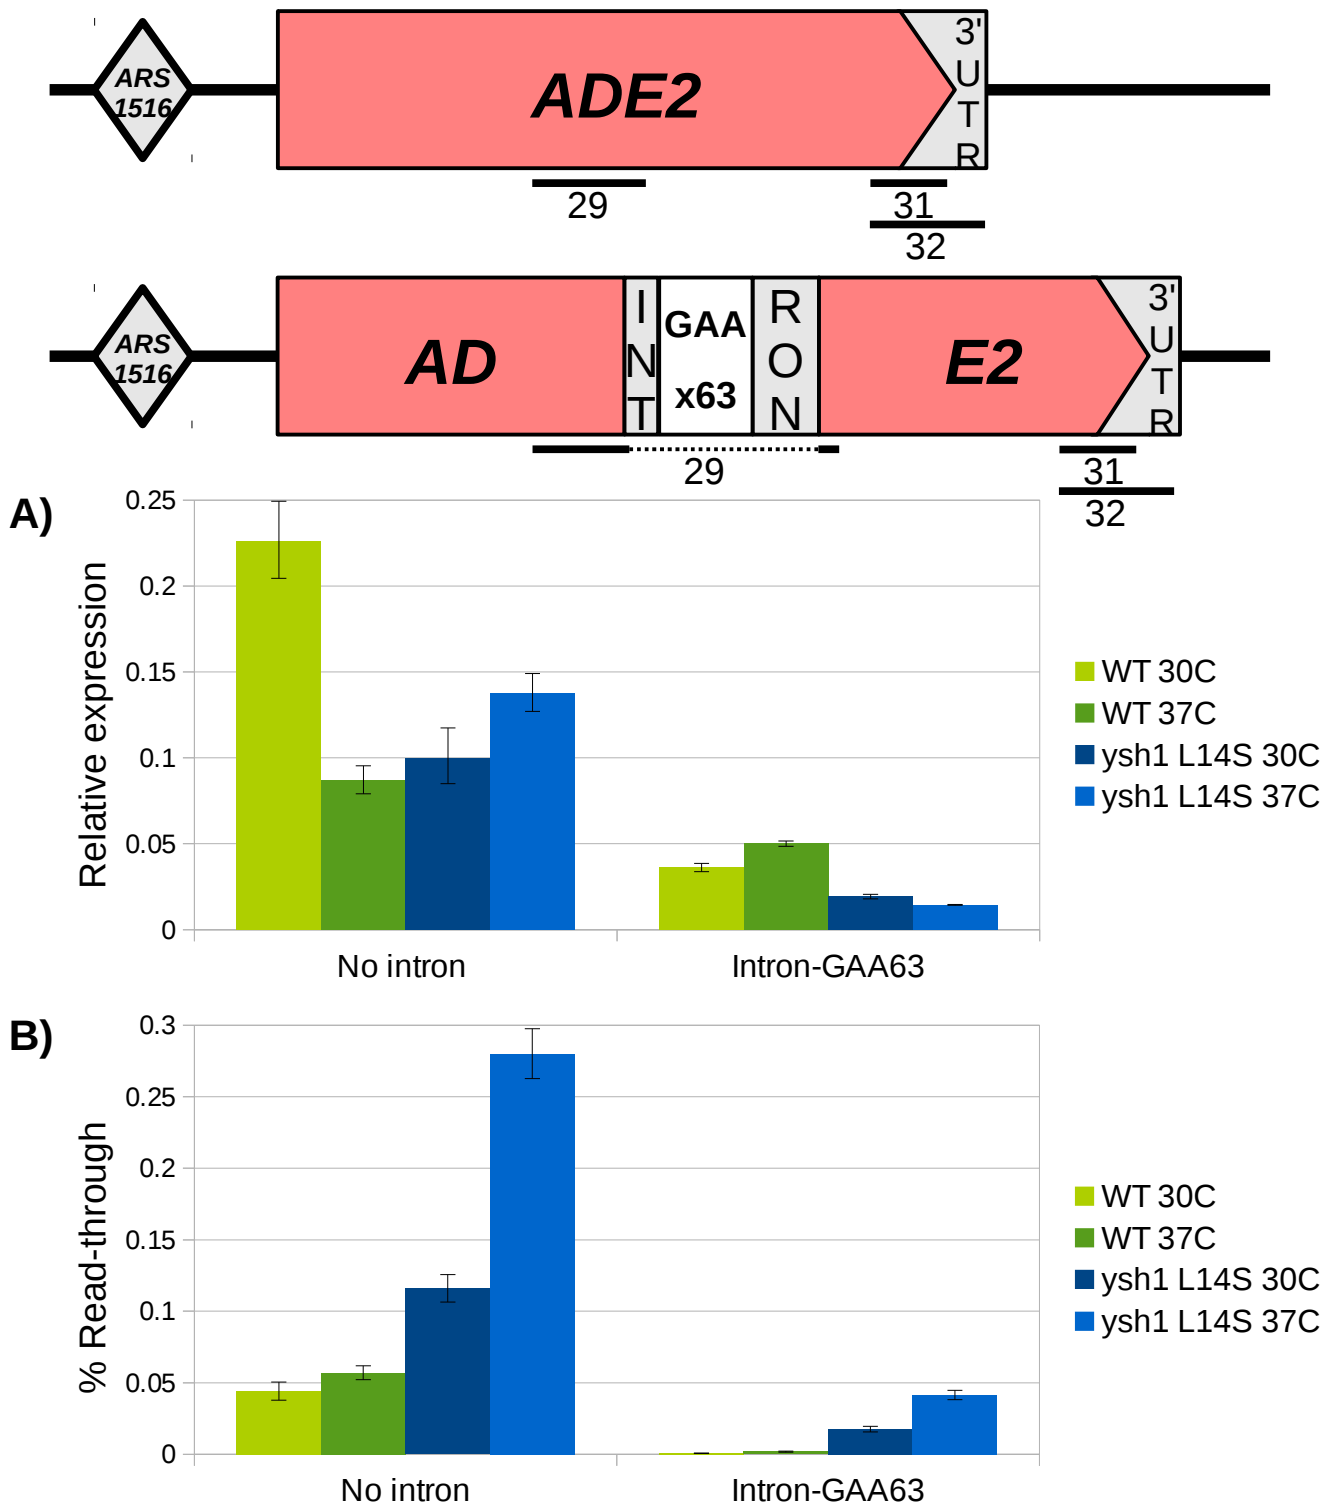 ARS
1516
ADE2
3'
U
T
R
29
31
32
ARS
1516
AD
I
N
T
GAA
x63
R
O
N
E2
3'
U
T
R
29
31
32
A)
Relative expression
0.25
0.2
0.15
0.1
0.05
0
No intron
Intron-GAA63
WT 30C
WT 37C
ysh1 L14S 30C
ysh1 L14S 37C
B)
% Read-through
0.3
0.25
0.2
0.15
0.1
0.05
0
No intron
Intron-GAA63
WT 30C
WT 37C
ysh1 L14S 30C
ysh1 L14S 37C